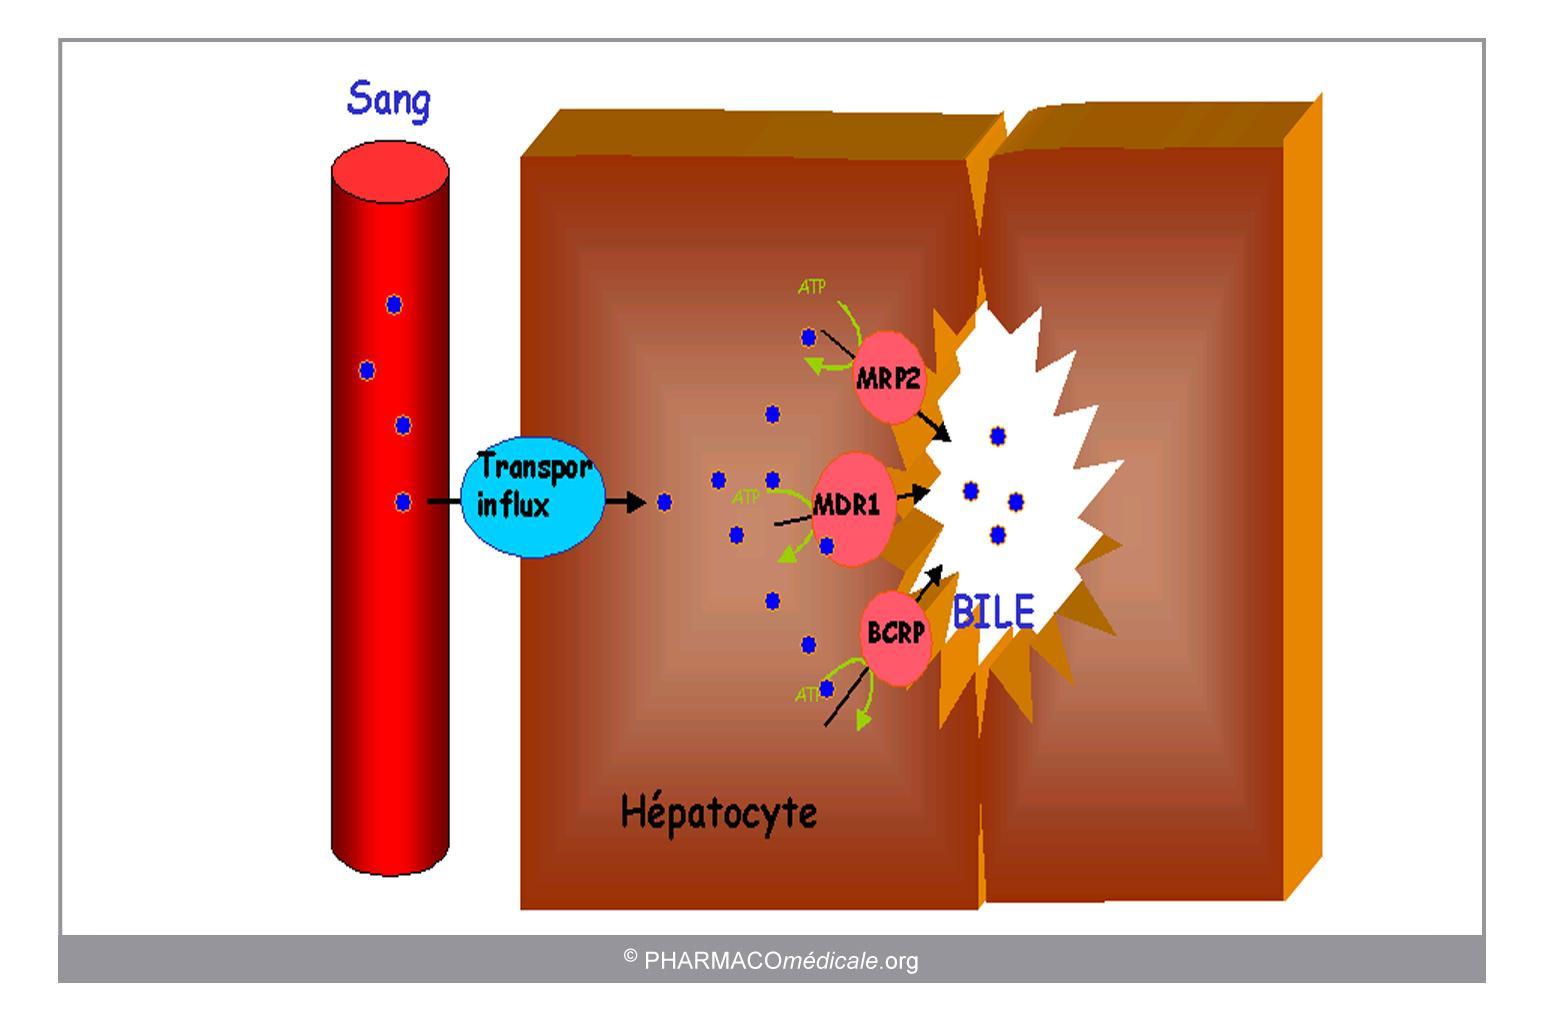 Sang
ATP
MRP2
Transpor
influx
ATP
MDR1
BILE
BCRP
ATP
Hépatocyte
© PHARMACOmédicale.org